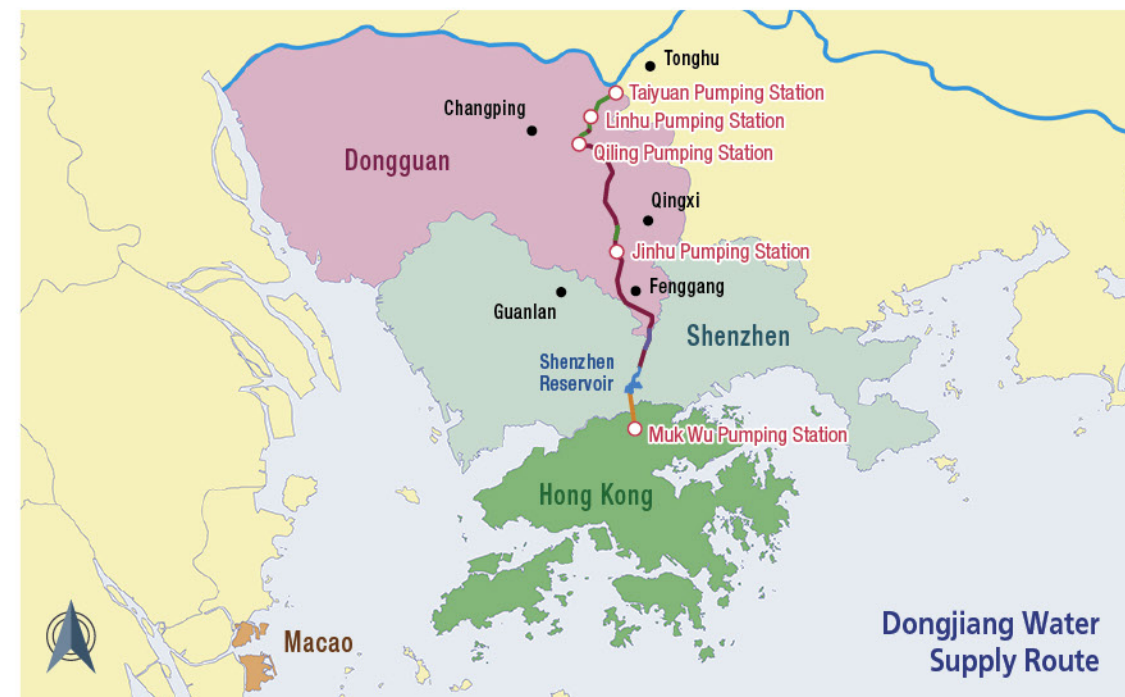 Tonghu
Taiyuan Pumping Station
Changping
Linhu Pumping Station
Dongguan
Qiling Pumping Station
Qingxi
Jinhu Pumping Station
Fenggang
Guanlan
Shenzhen
Shenzhen
Reservoir
Muk Wu Pumping Station
Hong Kong
Macao
Dongjiang Water
Supply Route